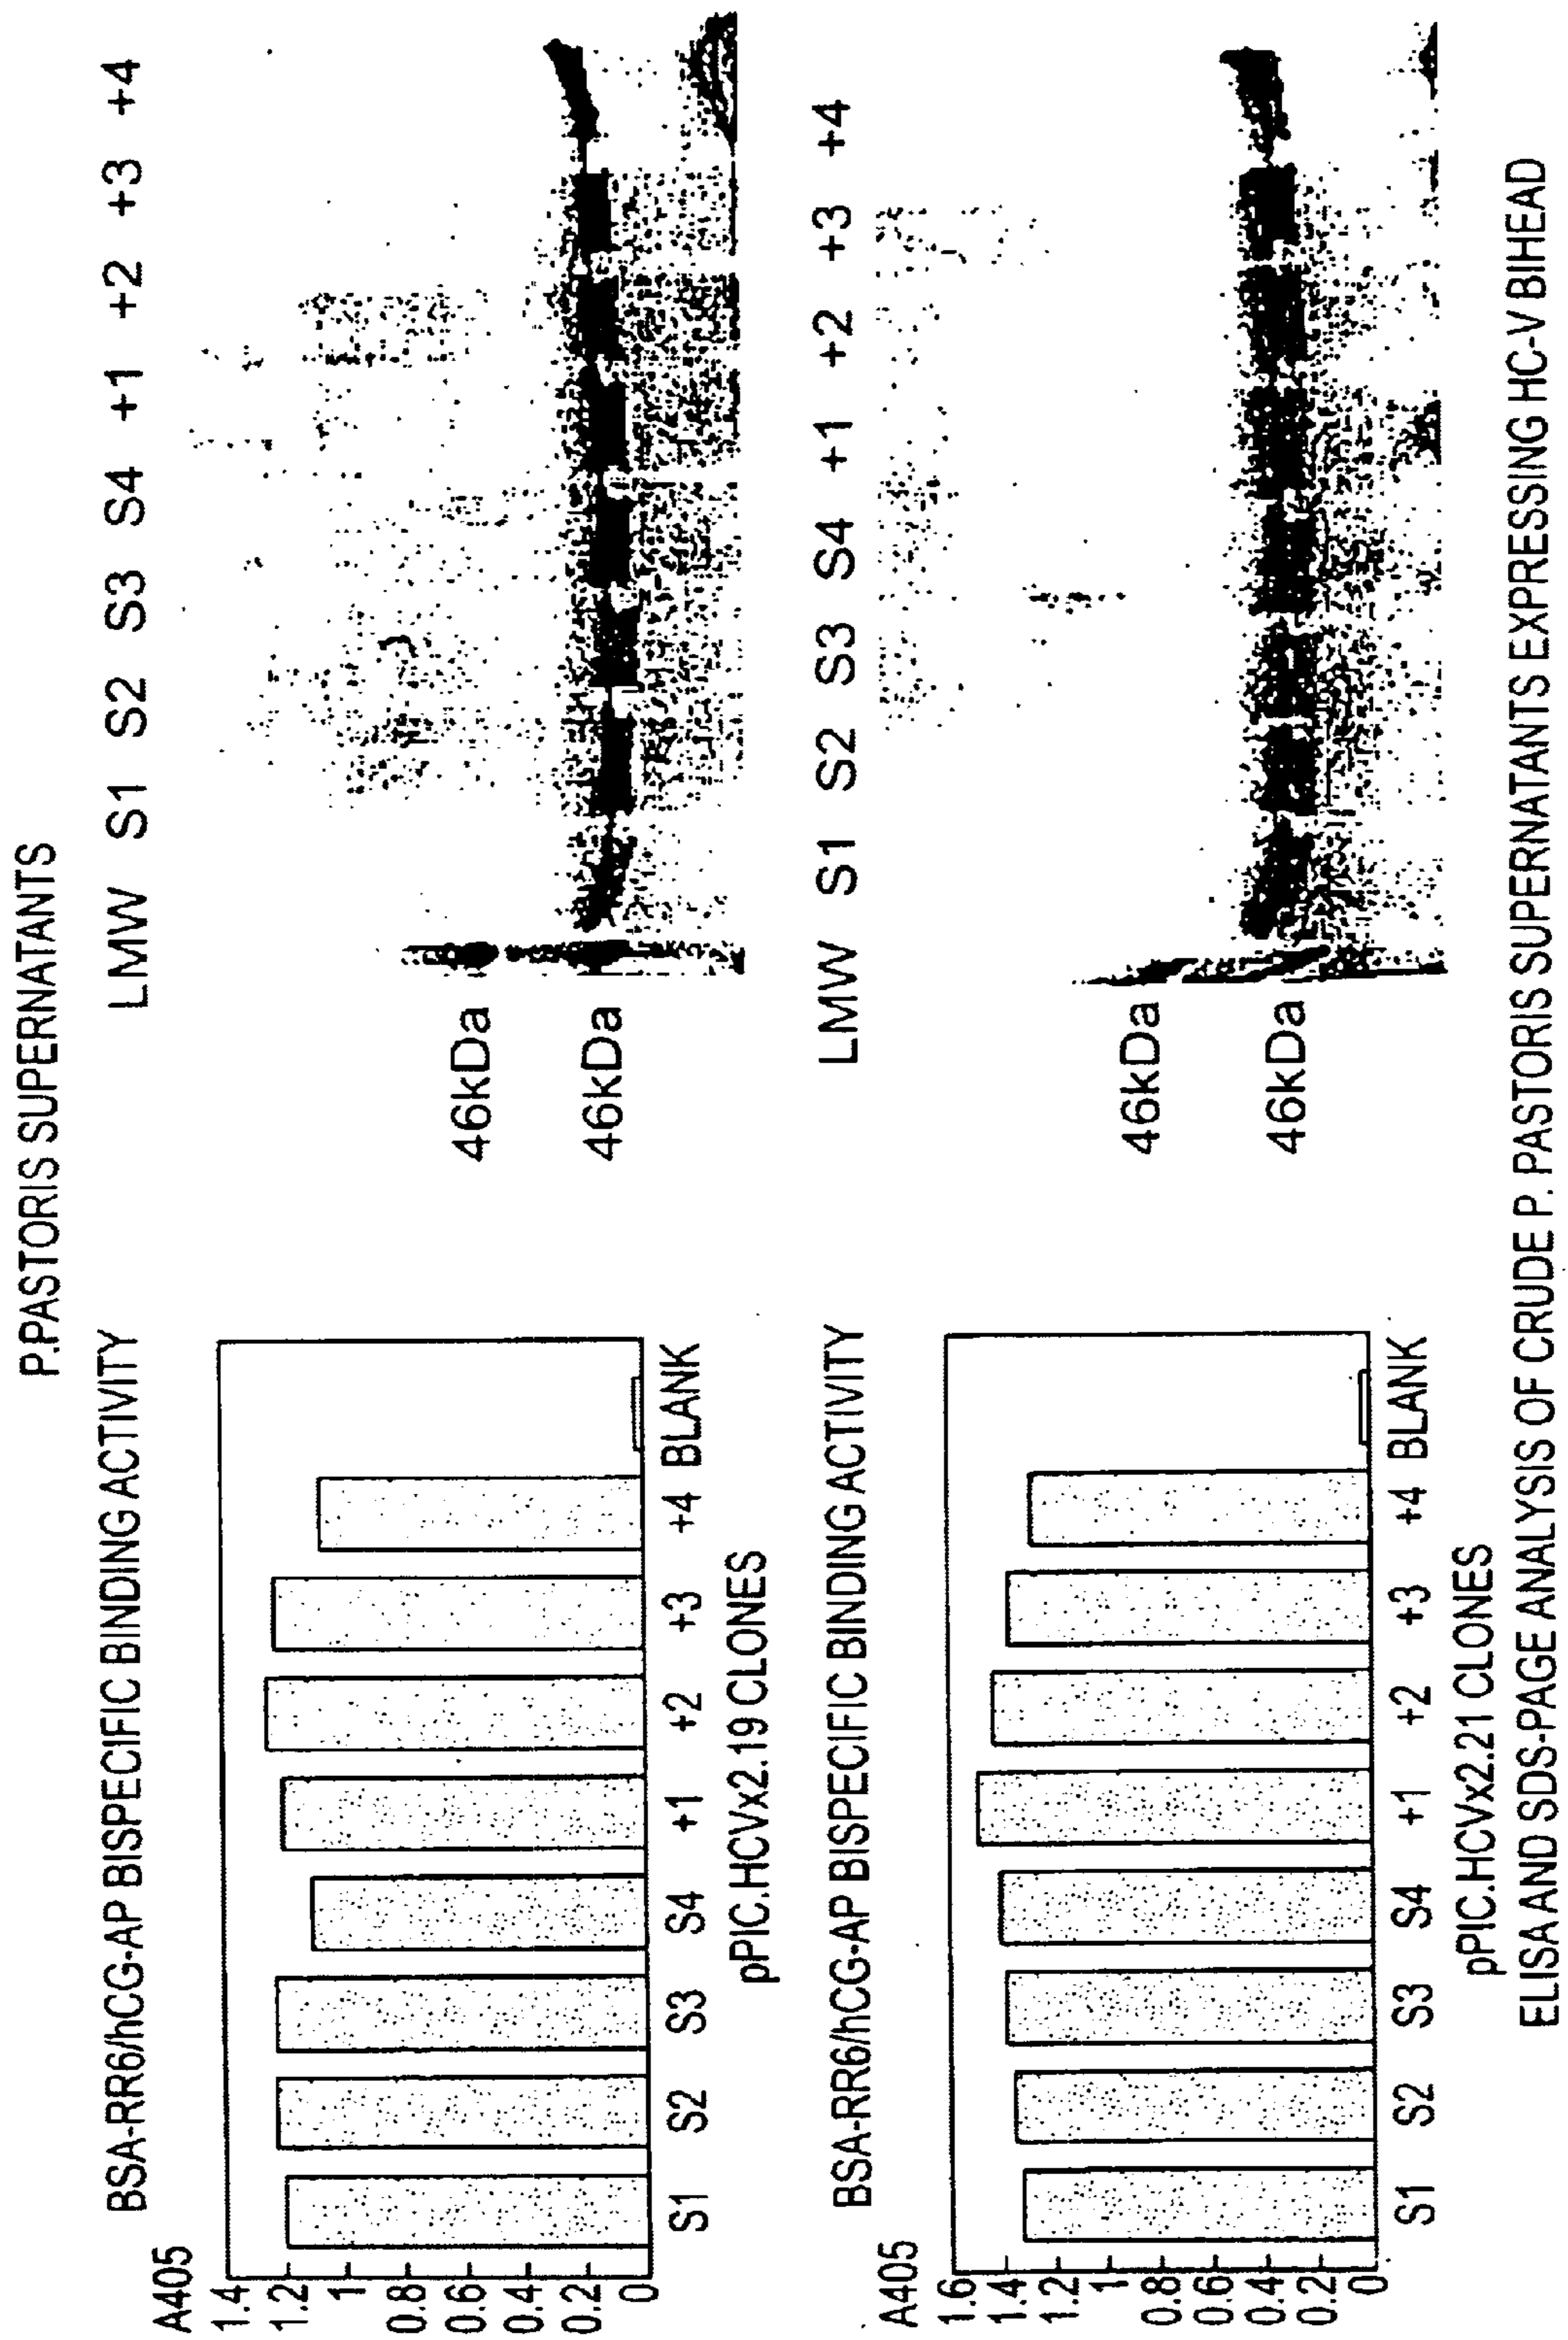 P.PASTORIS SUPERNATANTS
BSA-RR6/hCG-AP BISPECIFIC BINDING ACTIVITY
A405
1.4
1.2
1
0.8
0.6
0.4
0.2
0
S1 S2 S3 S4 +1 +2 +3 +4 BLANK
pPIC.HCVx2.19 CLONES
LMW S1 S2 S3 S4 +1 +2 +3 +4
46kDa
46kDa
BSA-RR6/hCG-AP BISPECIFIC BINDING ACTIVITY
A405
1.6
1.4
1.2
1
0.8
0.6
0.4
0.2
0
S1 S2 S3 S4 +1 +2 +3 +4 BLANK
pPIC.HCVx2.21 CLONES
LMW S1 S2 S3 S4 +1 +2 +3 +4
46kDa
46kDa
ELISA AND SDS-PAGE ANALYSIS OF CRUDE P. PASTORIS SUPERNATANTS EXPRESSING HC-V BIHEAD